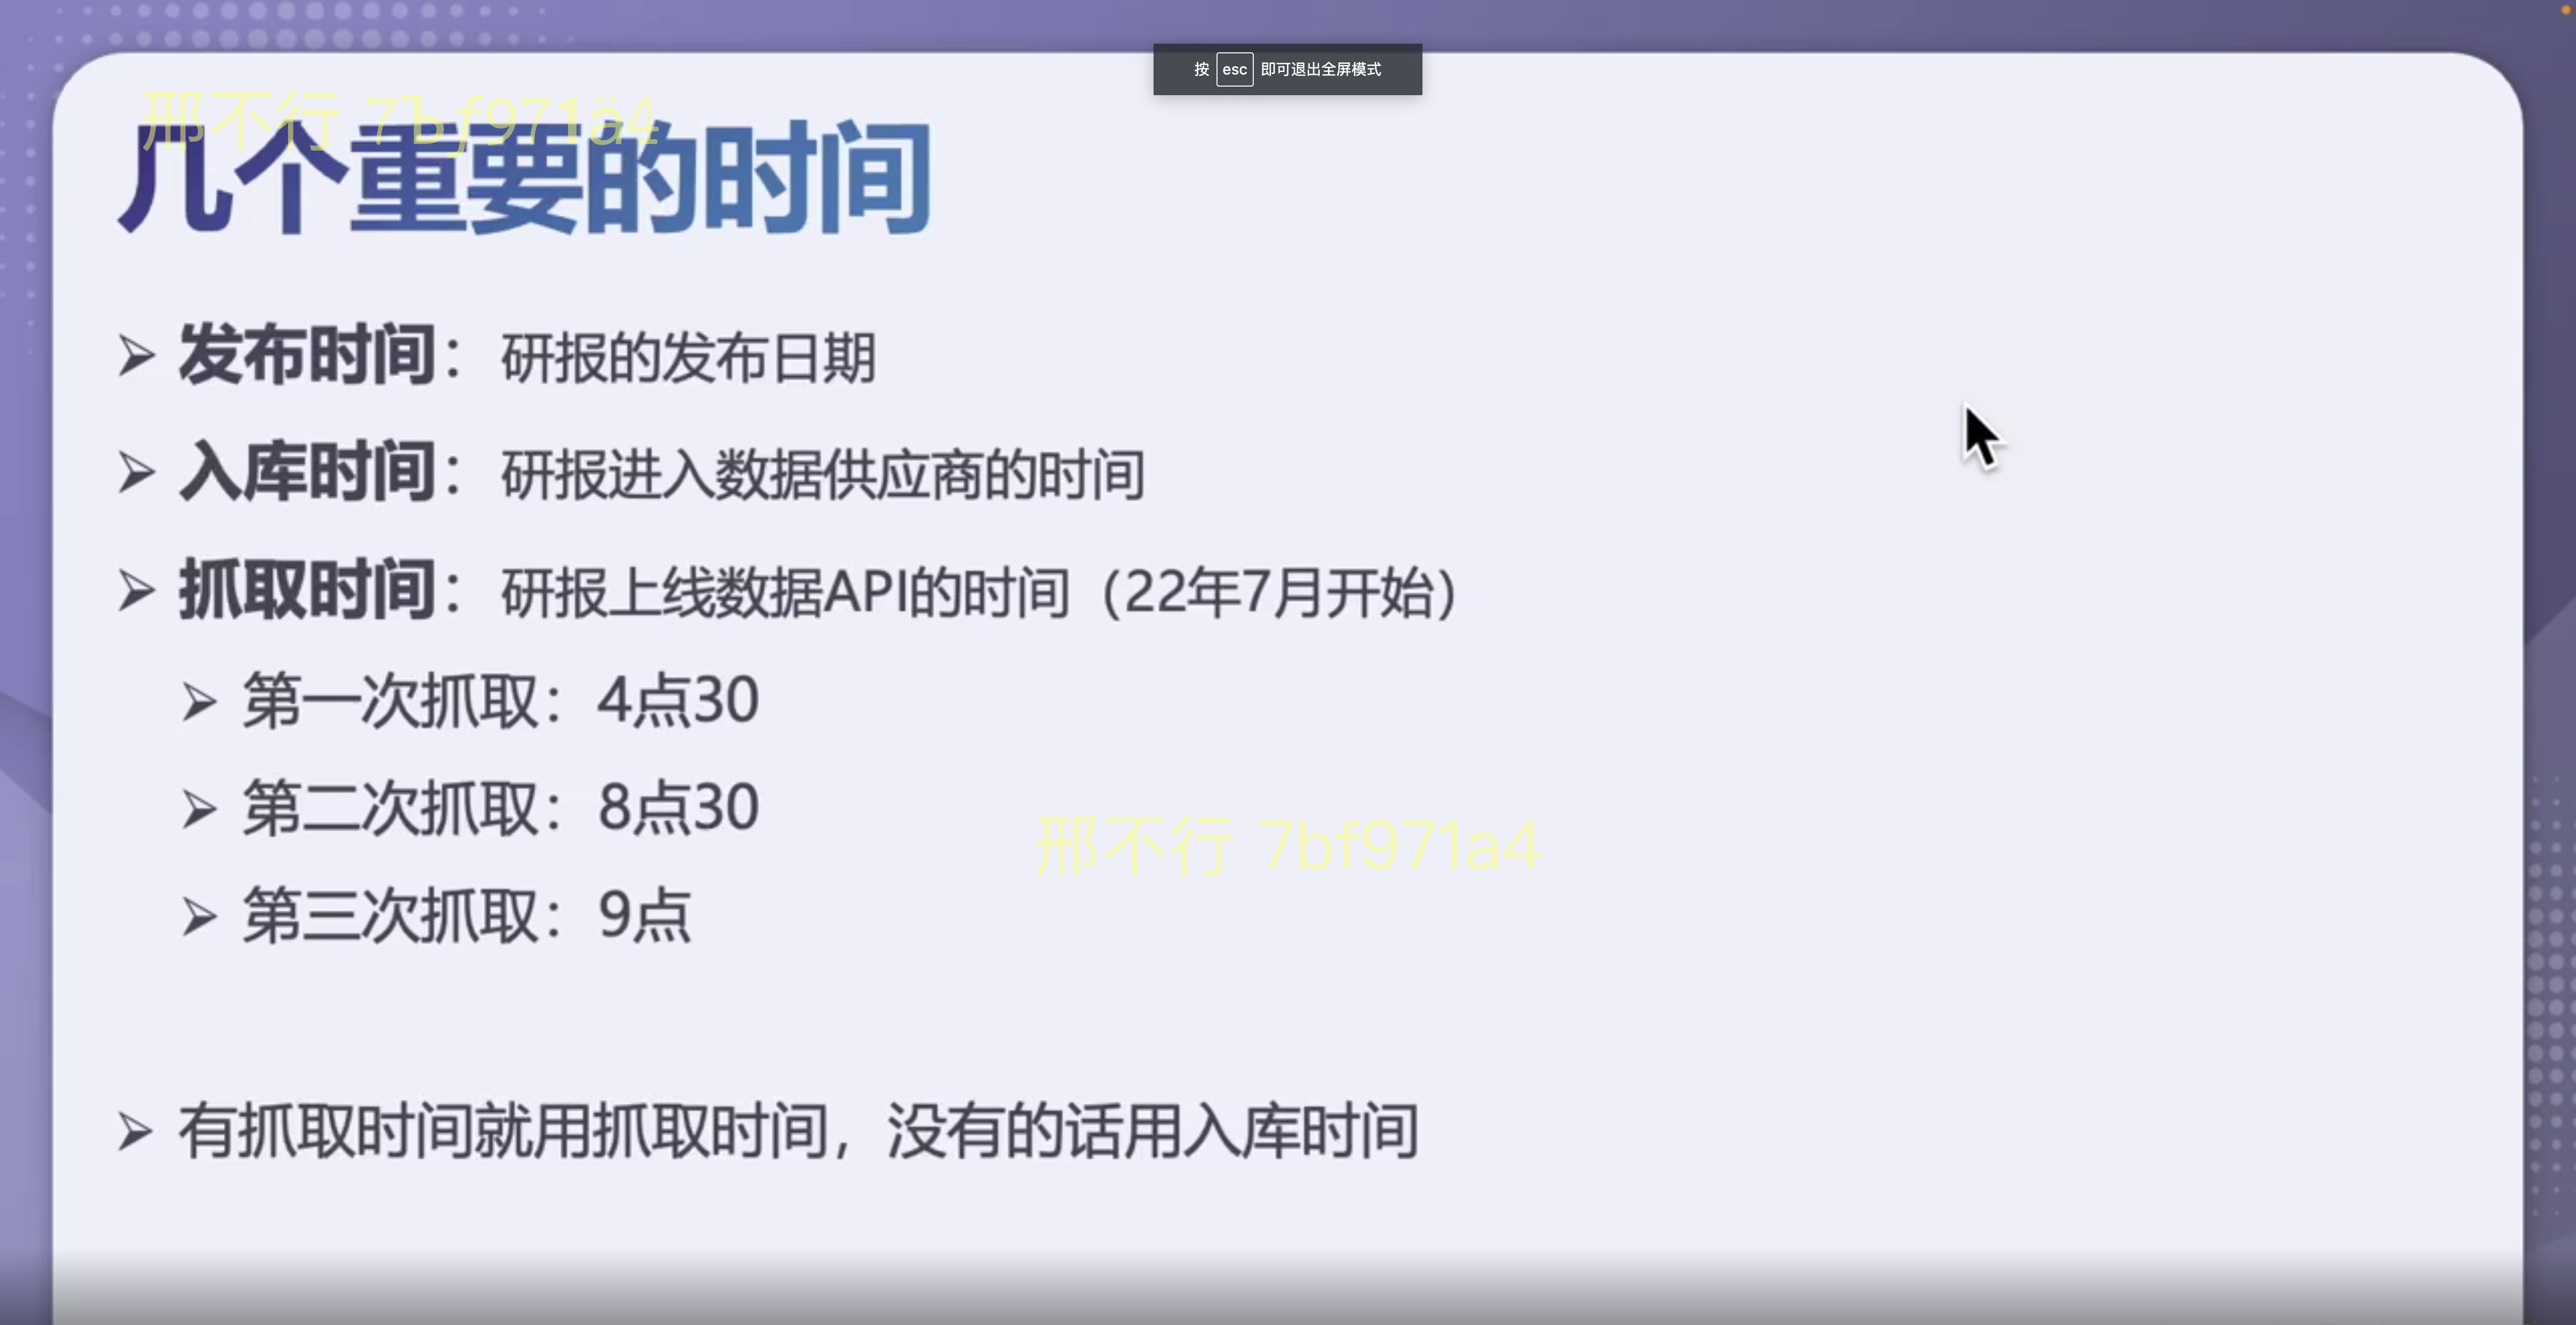 按 esc 即可退出全屏模式
邢不行 7bf971a4
几个重要的时间
➢ 发布时间：研报的发布日期
➢ 入库时间：研报进入数据供应商的时间
➢ 抓取时间：研报上线数据API的时间（22年7月开始）
➢ 第一次抓取：4点30
➢ 第二次抓取：8点30
➢ 第三次抓取：9点
邢不行 7bf971a4
➢ 有抓取时间就用抓取时间，没有的话用入库时间